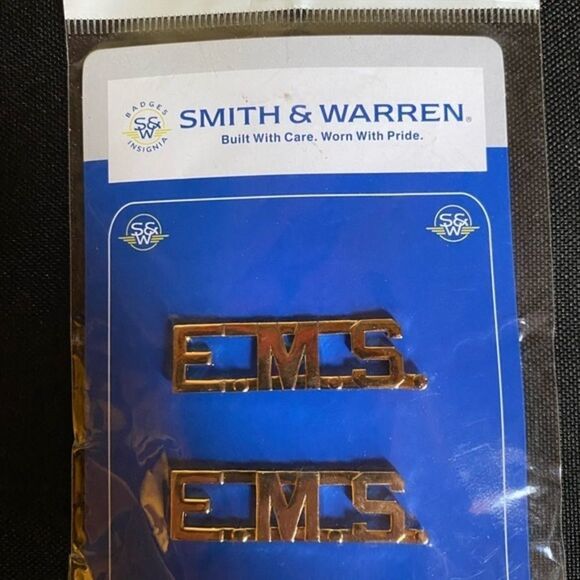 BADGES
S&W
INSIGNIA
SMITH & WARREN®
Built With Care. Worn With Pride.
S&W
S&W
E.M.S.
E.M.S.